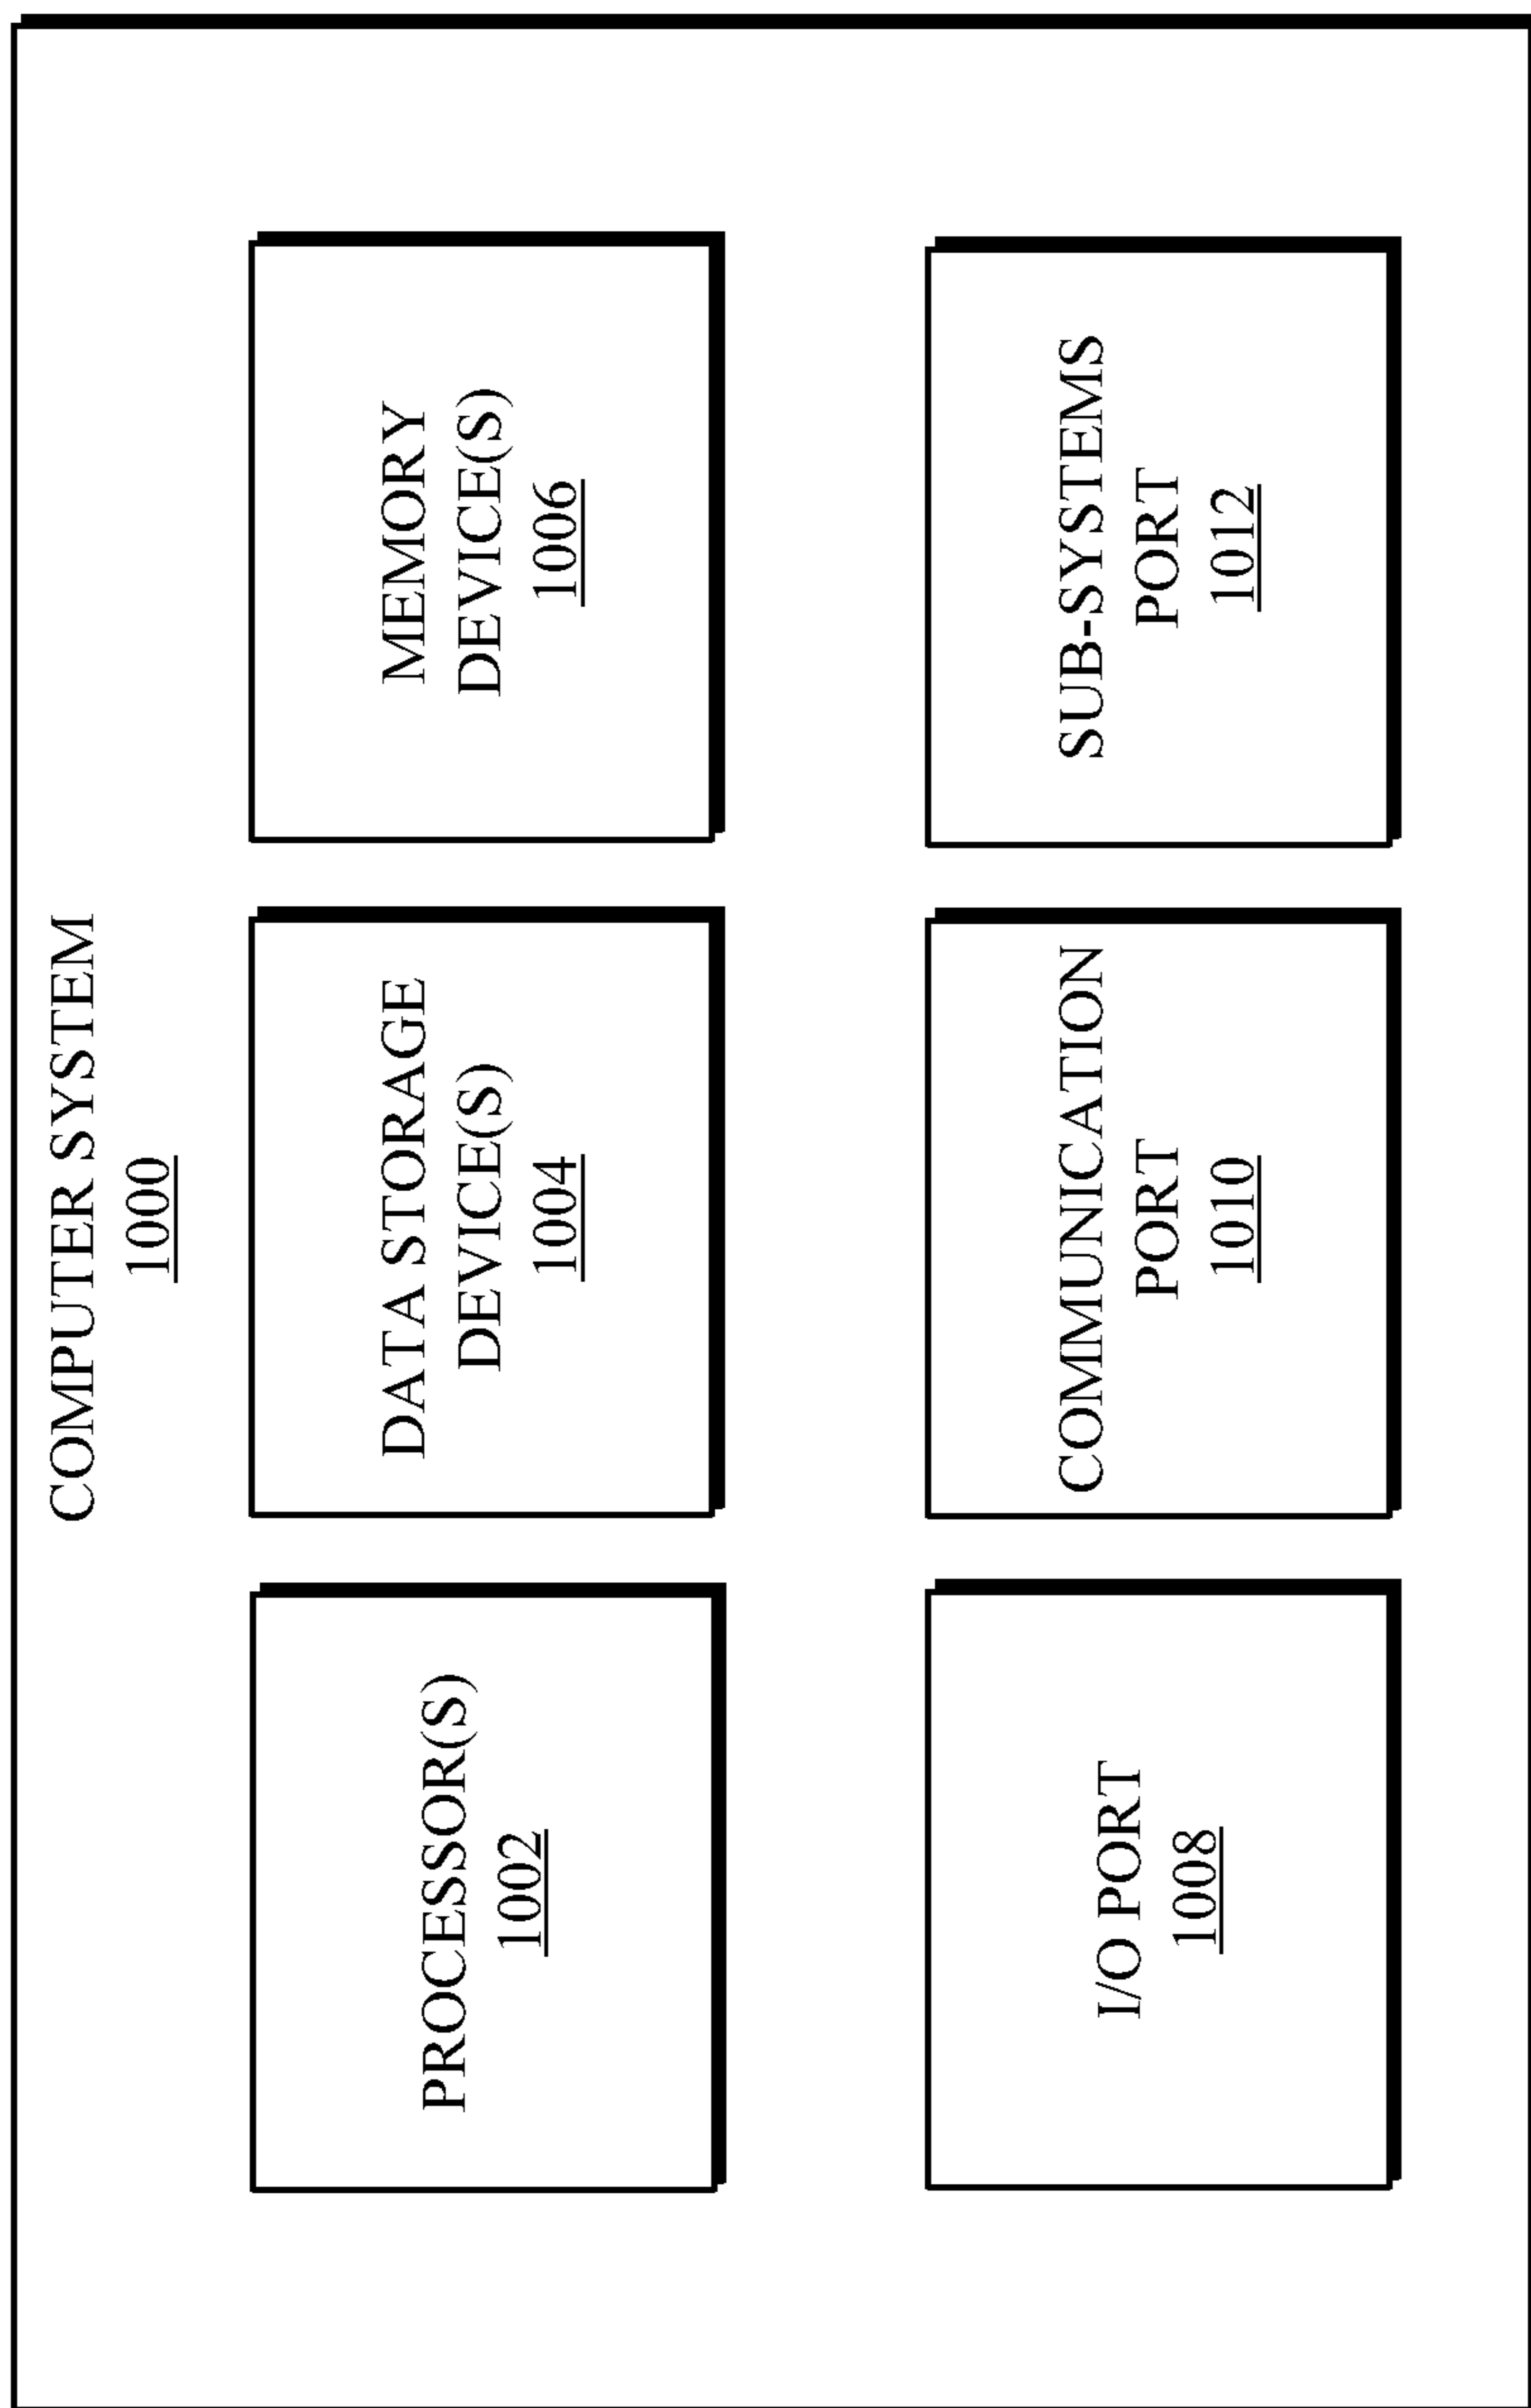 COMPUTER SYSTEM
1000
PROCESSOR(S)
1002
DATA STORAGE
DEVICE(S)
1004
MEMORY
DEVICE(S)
1006
I/O PORT
1008
COMMUNICATION
PORT
1010
SUB-SYSTEMS
PORT
1012